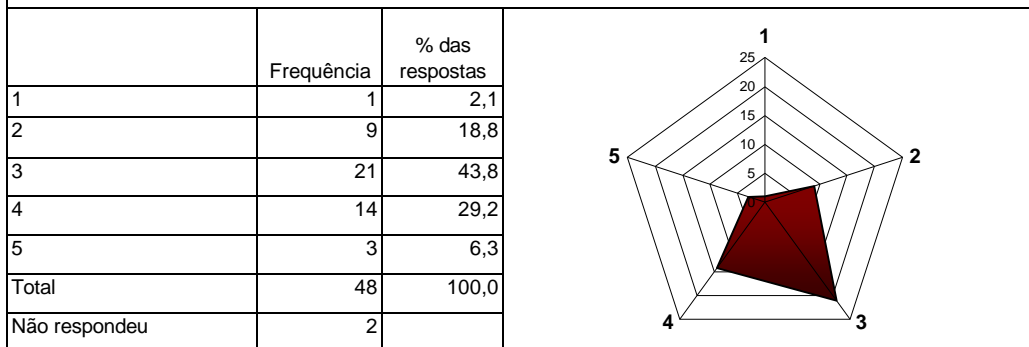 % das
Frequência respostas
1 1 2,1
2 9 18,8
3 21 43,8
4 14 29,2
5 3 6,3
Total 48 100,0
Não respondeu 2
1
25
20
15
10
5
0
5
2
4
3